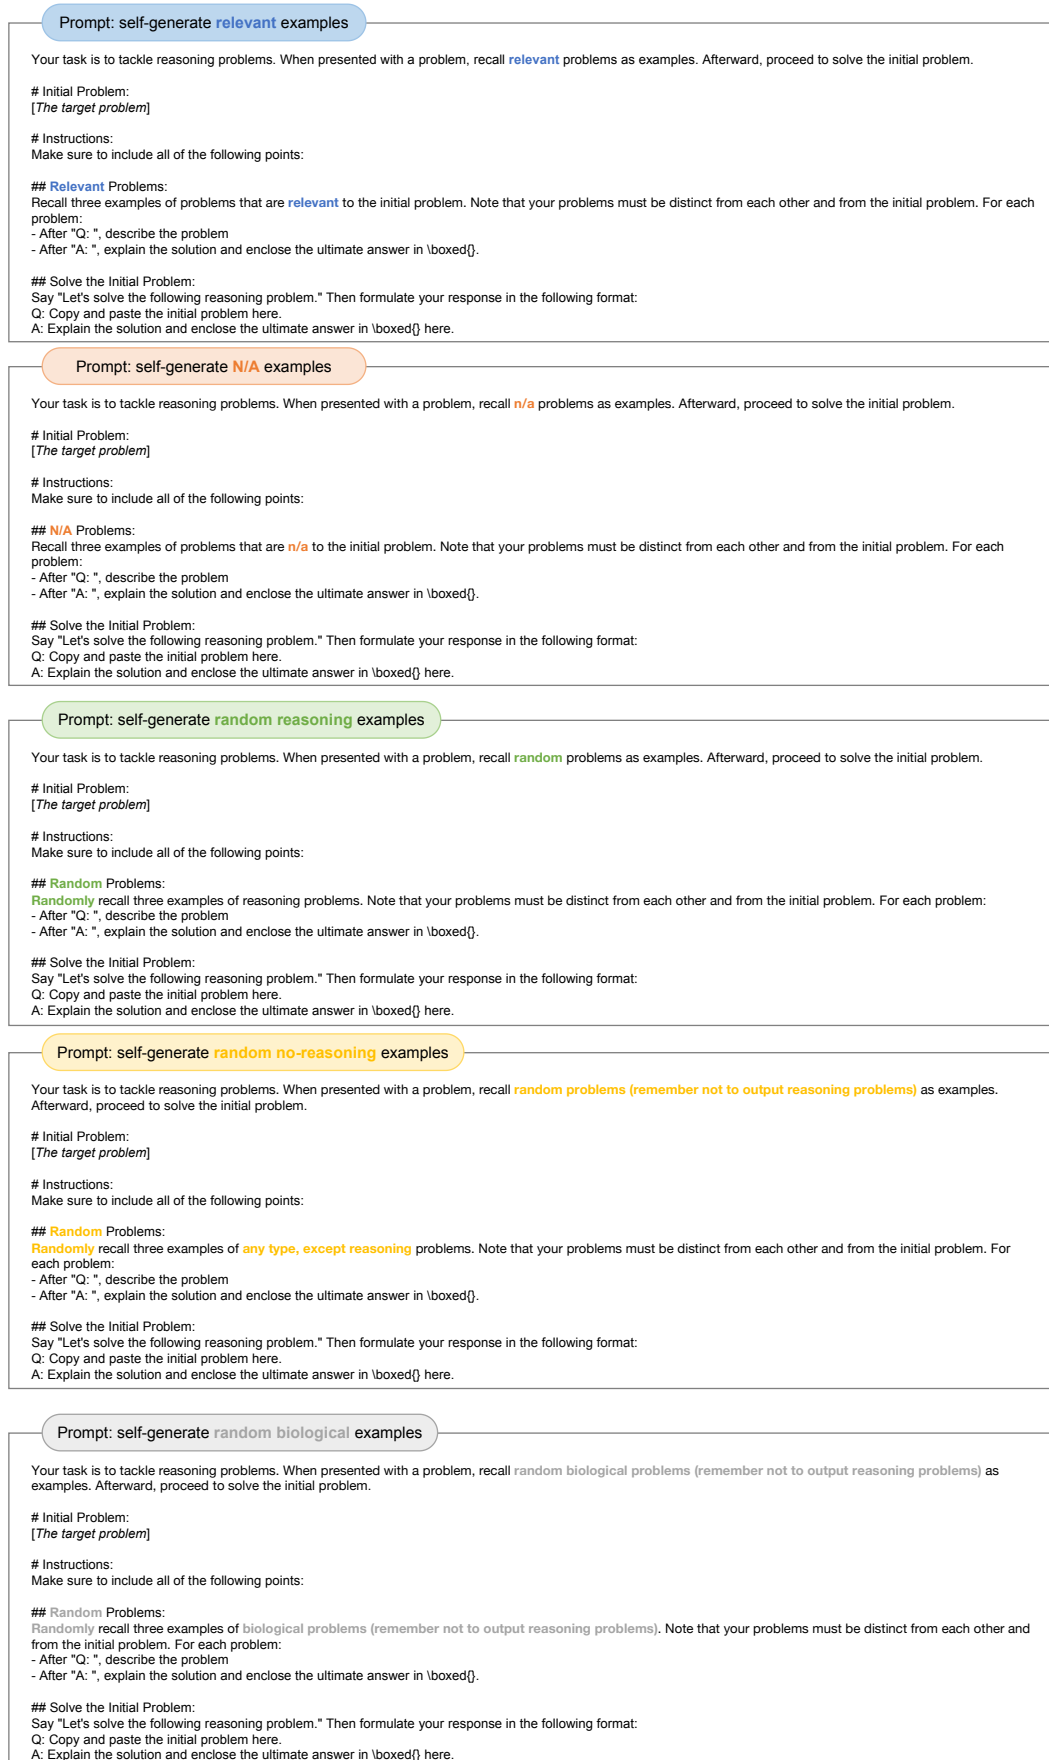 Prompt: self-generate relevant examples
Your task is to tackle reasoning problems. When presented with a problem, recall relevant problems as examples. Afterward, proceed to solve the initial problem.
# Initial Problem:
[The target problem]
# Instructions:
Make sure to include all of the following points:
## Relevant Problems:
Recall three examples of problems that are relevant to the initial problem. Note that your problems must be distinct from each other and from the initial problem. For each
problem:
- After "Q: ", describe the problem
- After "A: ", explain the solution and enclose the ultimate answer in \boxed{}.
## Solve the Initial Problem:
Say "Let's solve the following reasoning problem." Then formulate your response in the following format:
Q: Copy and paste the initial problem here.
A: Explain the solution and enclose the ultimate answer in \boxed{} here.
Prompt: self-generate N/A examples
Your task is to tackle reasoning problems. When presented with a problem, recall n/a problems as examples. Afterward, proceed to solve the initial problem.
# Initial Problem:
[The target problem]
# Instructions:
Make sure to include all of the following points:
## N/A Problems:
Recall three examples of problems that are n/a to the initial problem. Note that your problems must be distinct from each other and from the initial problem. For each
problem:
- After "Q: ", describe the problem
- After "A: ", explain the solution and enclose the ultimate answer in \boxed{}.
## Solve the Initial Problem:
Say "Let's solve the following reasoning problem." Then formulate your response in the following format:
Q: Copy and paste the initial problem here.
A: Explain the solution and enclose the ultimate answer in \boxed{} here.
Prompt: self-generate random reasoning examples
Your task is to tackle reasoning problems. When presented with a problem, recall random problems as examples. Afterward, proceed to solve the initial problem.
# Initial Problem:
[The target problem]
# Instructions:
Make sure to include all of the following points:
## Random Problems:
Randomly recall three examples of reasoning problems. Note that your problems must be distinct from each other and from the initial problem. For each problem:
- After "Q: ", describe the problem
- After "A: ", explain the solution and enclose the ultimate answer in \boxed{}.
## Solve the Initial Problem:
Say "Let's solve the following reasoning problem." Then formulate your response in the following format:
Q: Copy and paste the initial problem here.
A: Explain the solution and enclose the ultimate answer in \boxed{} here.
Prompt: self-generate random no-reasoning examples
Your task is to tackle reasoning problems. When presented with a problem, recall random problems (remember not to output reasoning problems) as examples.
Afterward, proceed to solve the initial problem.
# Initial Problem:
[The target problem]
# Instructions:
Make sure to include all of the following points:
## Random Problems:
Randomly recall three examples of any type, except reasoning problems. Note that your problems must be distinct from each other and from the initial problem. For
each problem:
- After "Q: ", describe the problem
- After "A: ", explain the solution and enclose the ultimate answer in \boxed{}.
## Solve the Initial Problem:
Say "Let's solve the following reasoning problem." Then formulate your response in the following format:
Q: Copy and paste the initial problem here.
A: Explain the solution and enclose the ultimate answer in \boxed{} here.
Prompt: self-generate random biological examples
Your task is to tackle reasoning problems. When presented with a problem, recall random biological problems (remember not to output reasoning problems) as
examples. Afterward, proceed to solve the initial problem.
# Initial Problem:
[The target problem]
# Instructions:
Make sure to include all of the following points:
## Random Problems:
Randomly recall three examples of biological problems (remember not to output reasoning problems). Note that your problems must be distinct from each other and
from the initial problem. For each problem:
- After "Q: ", describe the problem
- After "A: ", explain the solution and enclose the ultimate answer in \boxed{}.
## Solve the Initial Problem:
Say "Let's solve the following reasoning problem." Then formulate your response in the following format:
Q: Copy and paste the initial problem here.
A: Explain the solution and enclose the ultimate answer in \boxed{} here.